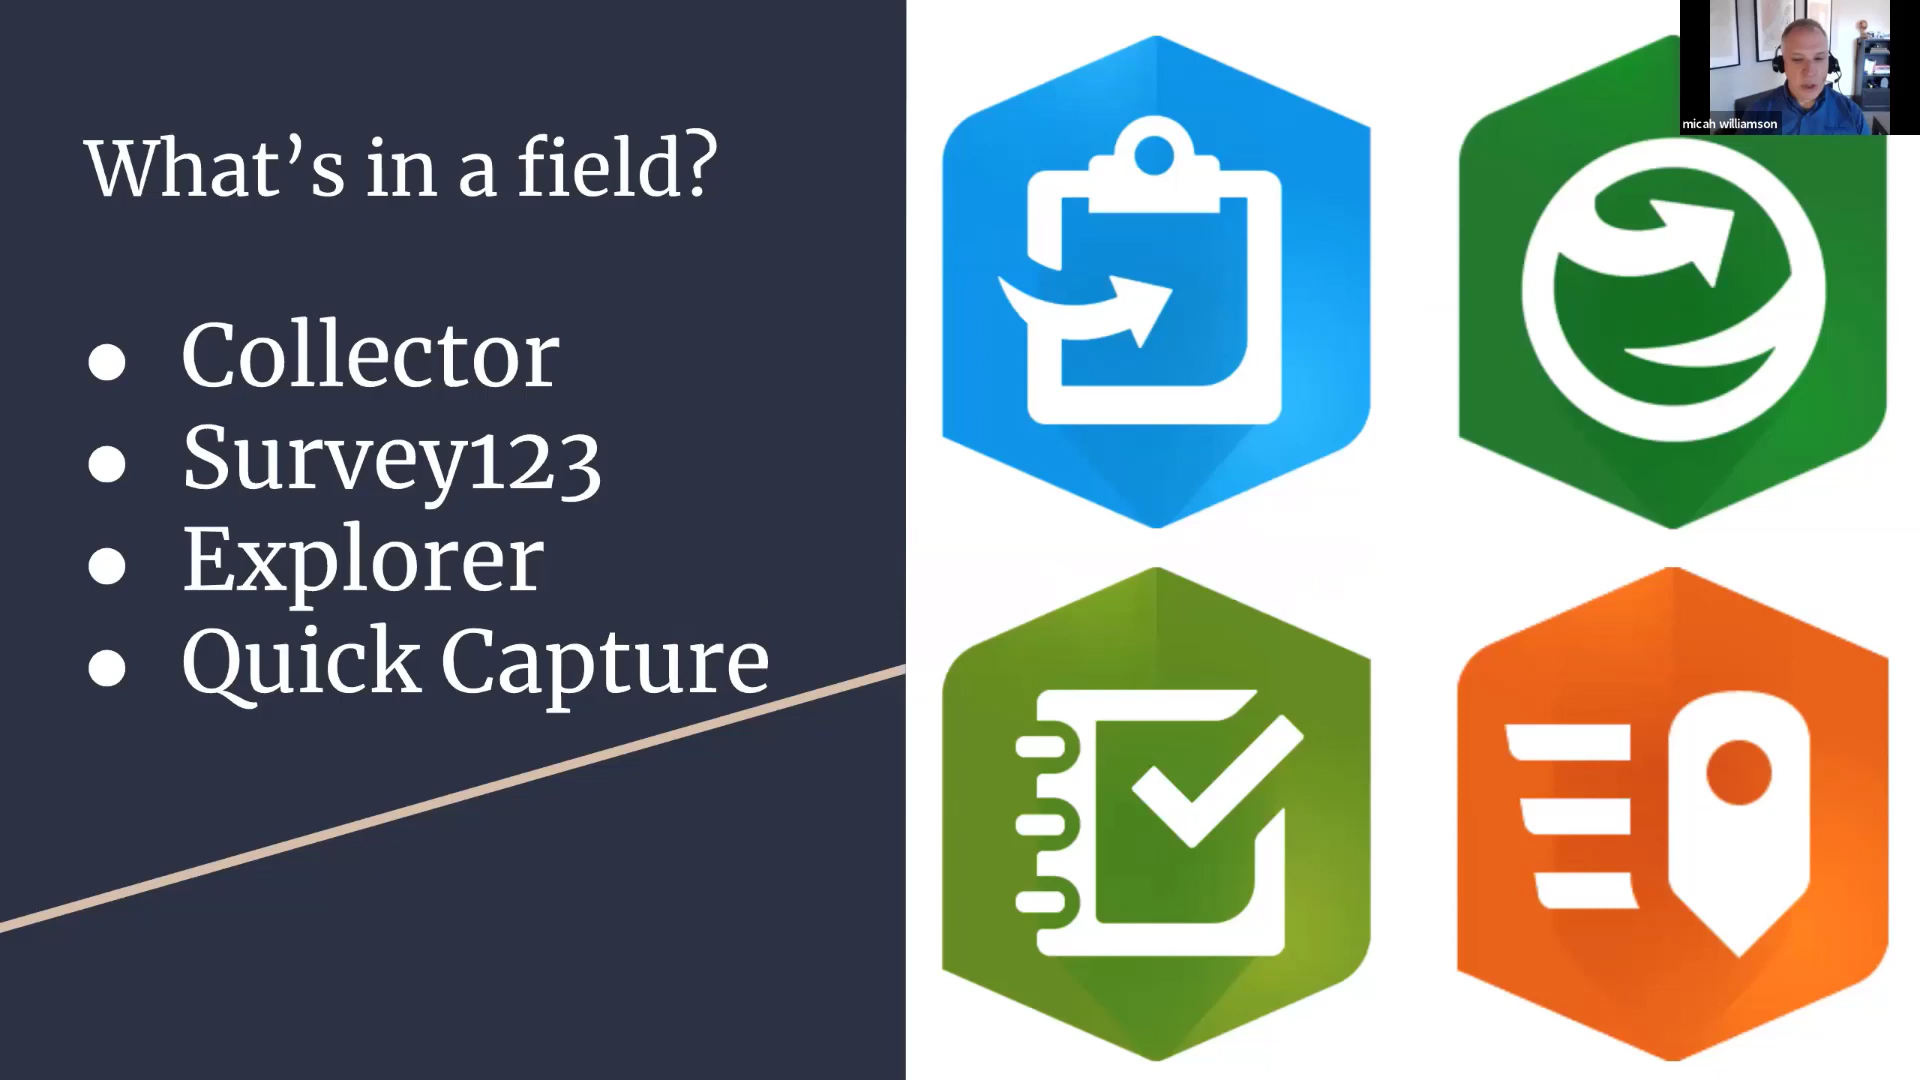 What’s in a field?
● Collector
● Survey123
● Explorer
● Quick Capture
micah williamson